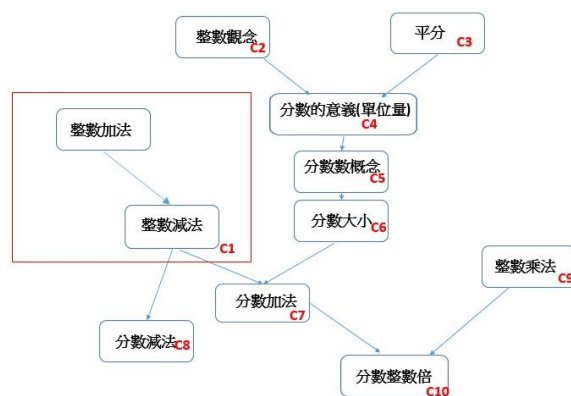 整數觀念
C2
平分
C3
分數的意義(單位量)
C4
整數加法
分數數概念
C5
整數減法
C1
分數大小
C6
整數乘法
C9
分數加法
C7
分數減法
C8
分數整數倍
C10